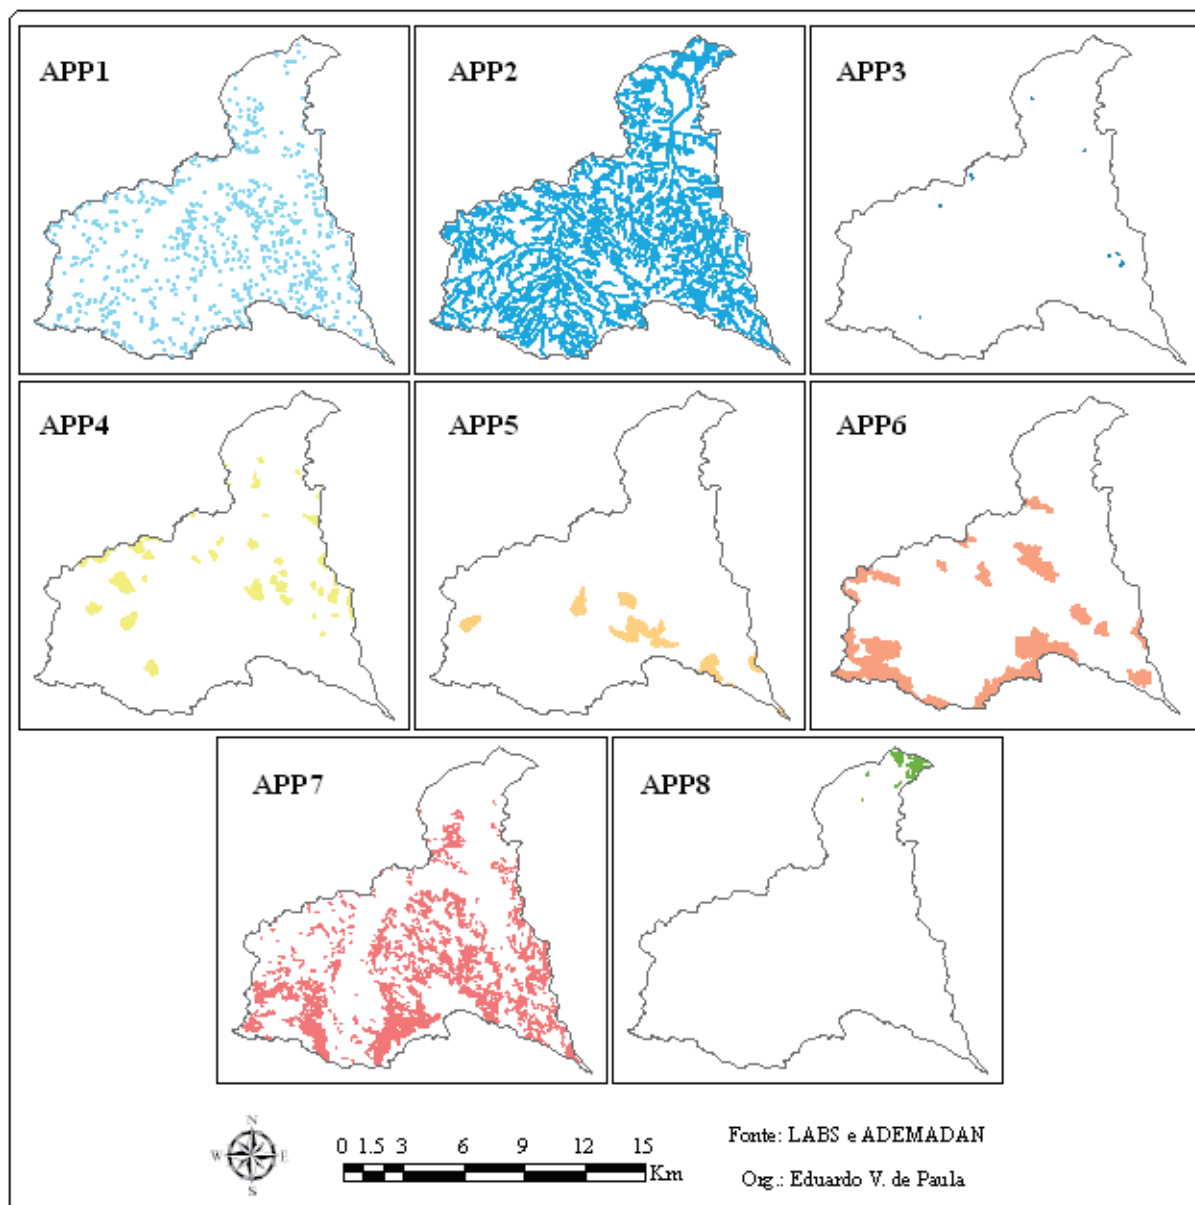 APP1
APP2
APP3
APP4
APP5
APP6
APP7
APP8
N
W E
S
0 1.5 3 6 9 12 15
Km
Fonte: LABS e ADEMADAN
Org.: Eduardo V. de Paula